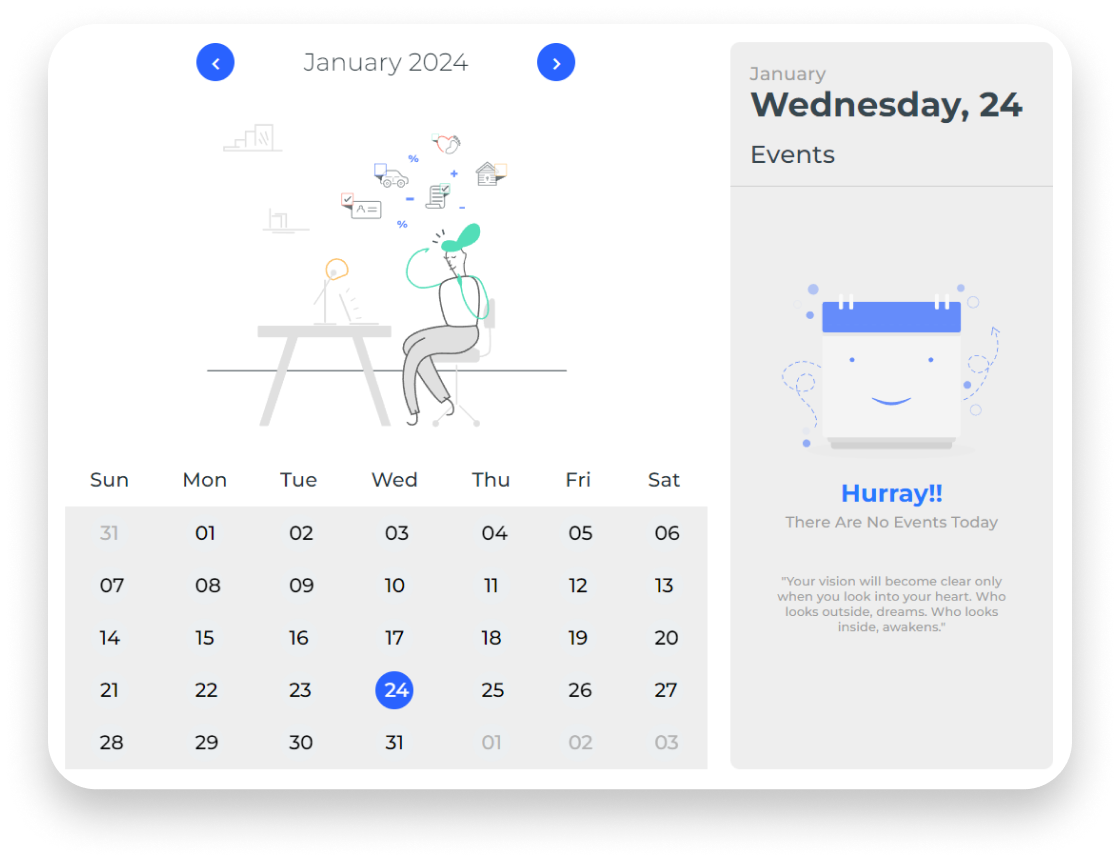 January 2024
% 
+
-
-
%
Sun Mon Tue Wed Thu Fri Sat
31 01 02 03 04 05 06
07 08 09 10 11 12 13
14 15 16 17 18 19 20
21 22 23 24 25 26 27
28 29 30 31 01 02 03
January
Wednesday, 24
Events
Hurray!!
There Are No Events Today
"Your vision will become clear only
when you look into your heart. Who
looks outside, dreams. Who looks
inside, awakens."